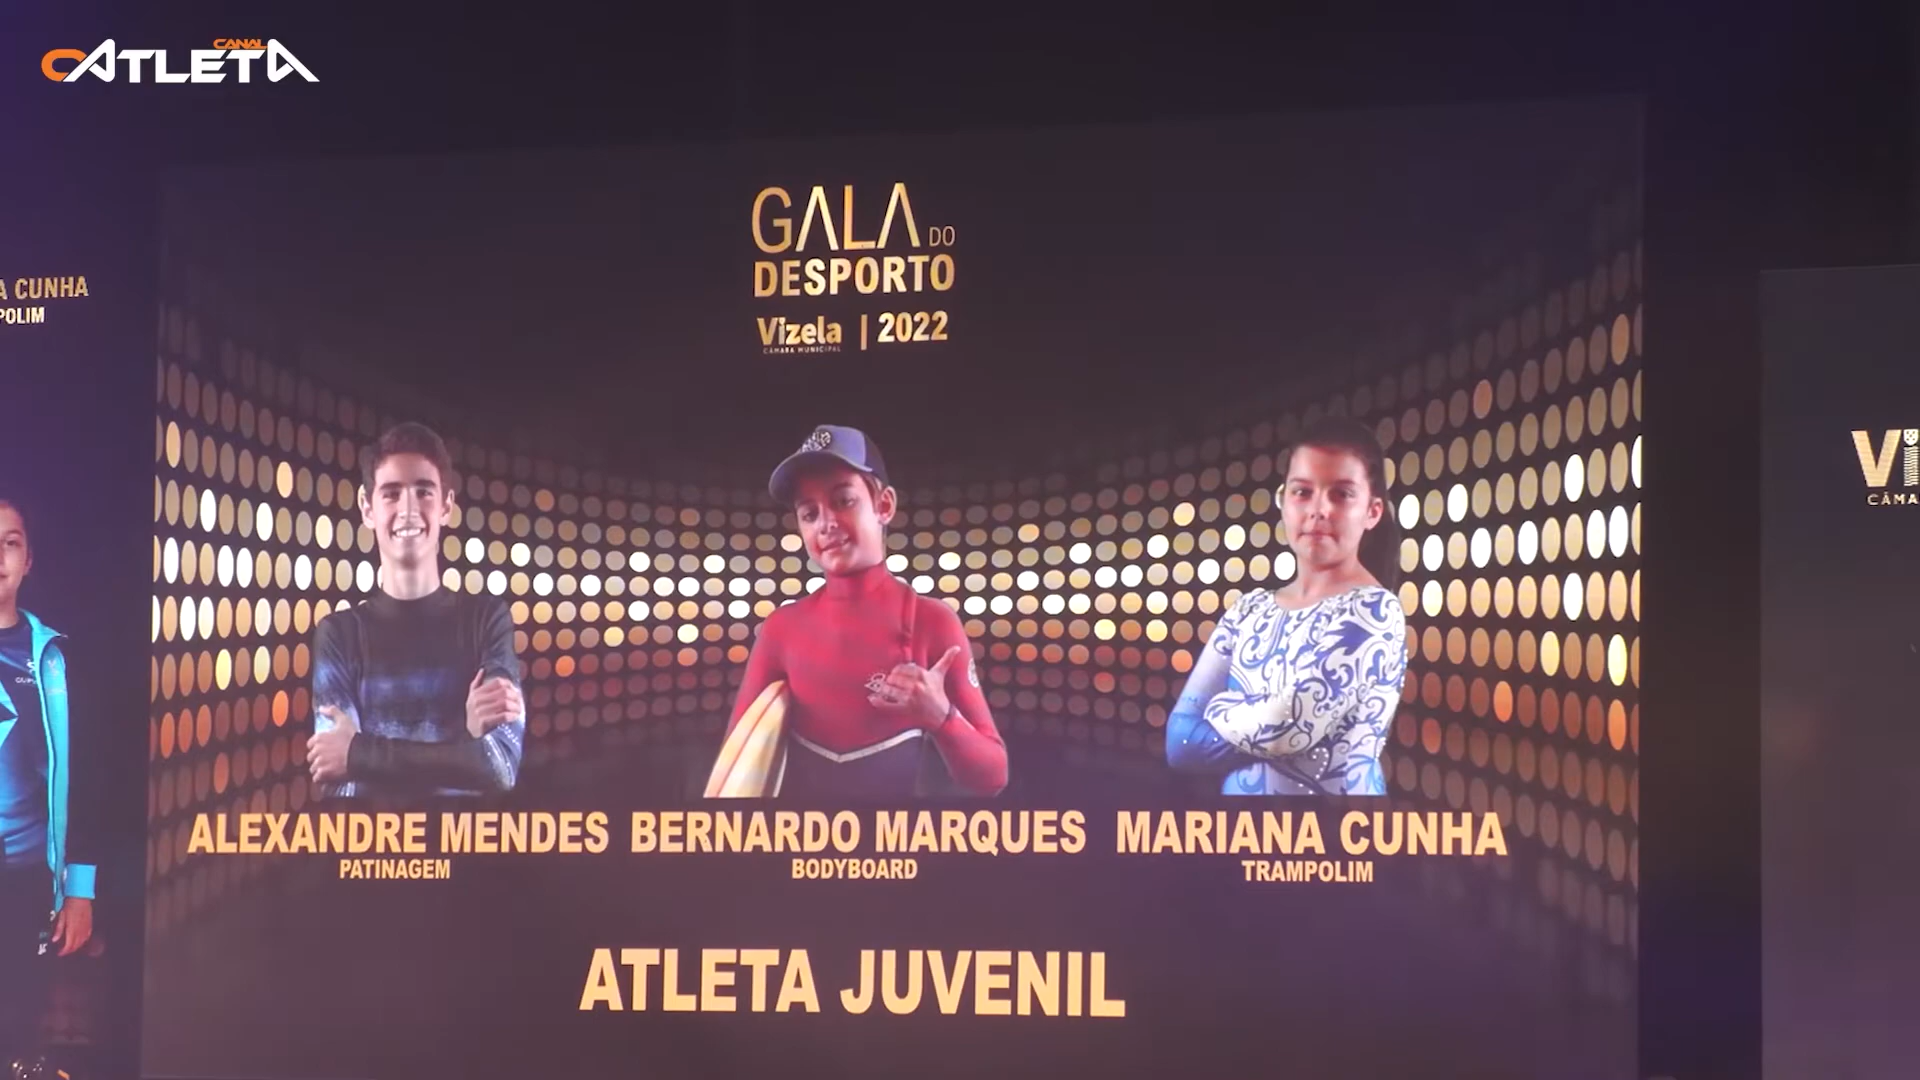 CANAL
ATLETA
A CUNHA
POLIM
GALA DO
DESPORTO
Vizela | 2022
CÂMARA MUNICIPAL
ALEXANDRE MENDES
PATINAGEM
BERNARDO MARQUES
BODYBOARD
MARIANA CUNHA
TRAMPOLIM
ATLETA JUVENIL
Vi
CÂMA